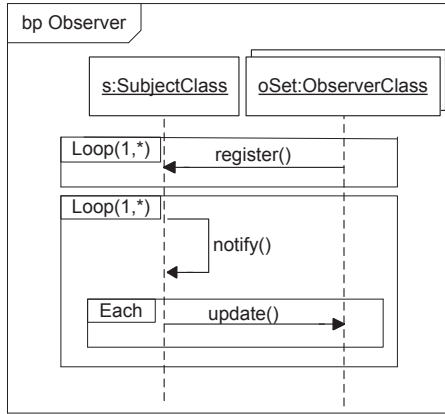 bp Observer
s:SubjectClass
oSet:ObserverClass
Loop(1,*)
register()
Loop(1,*)
notify()
Each
update()